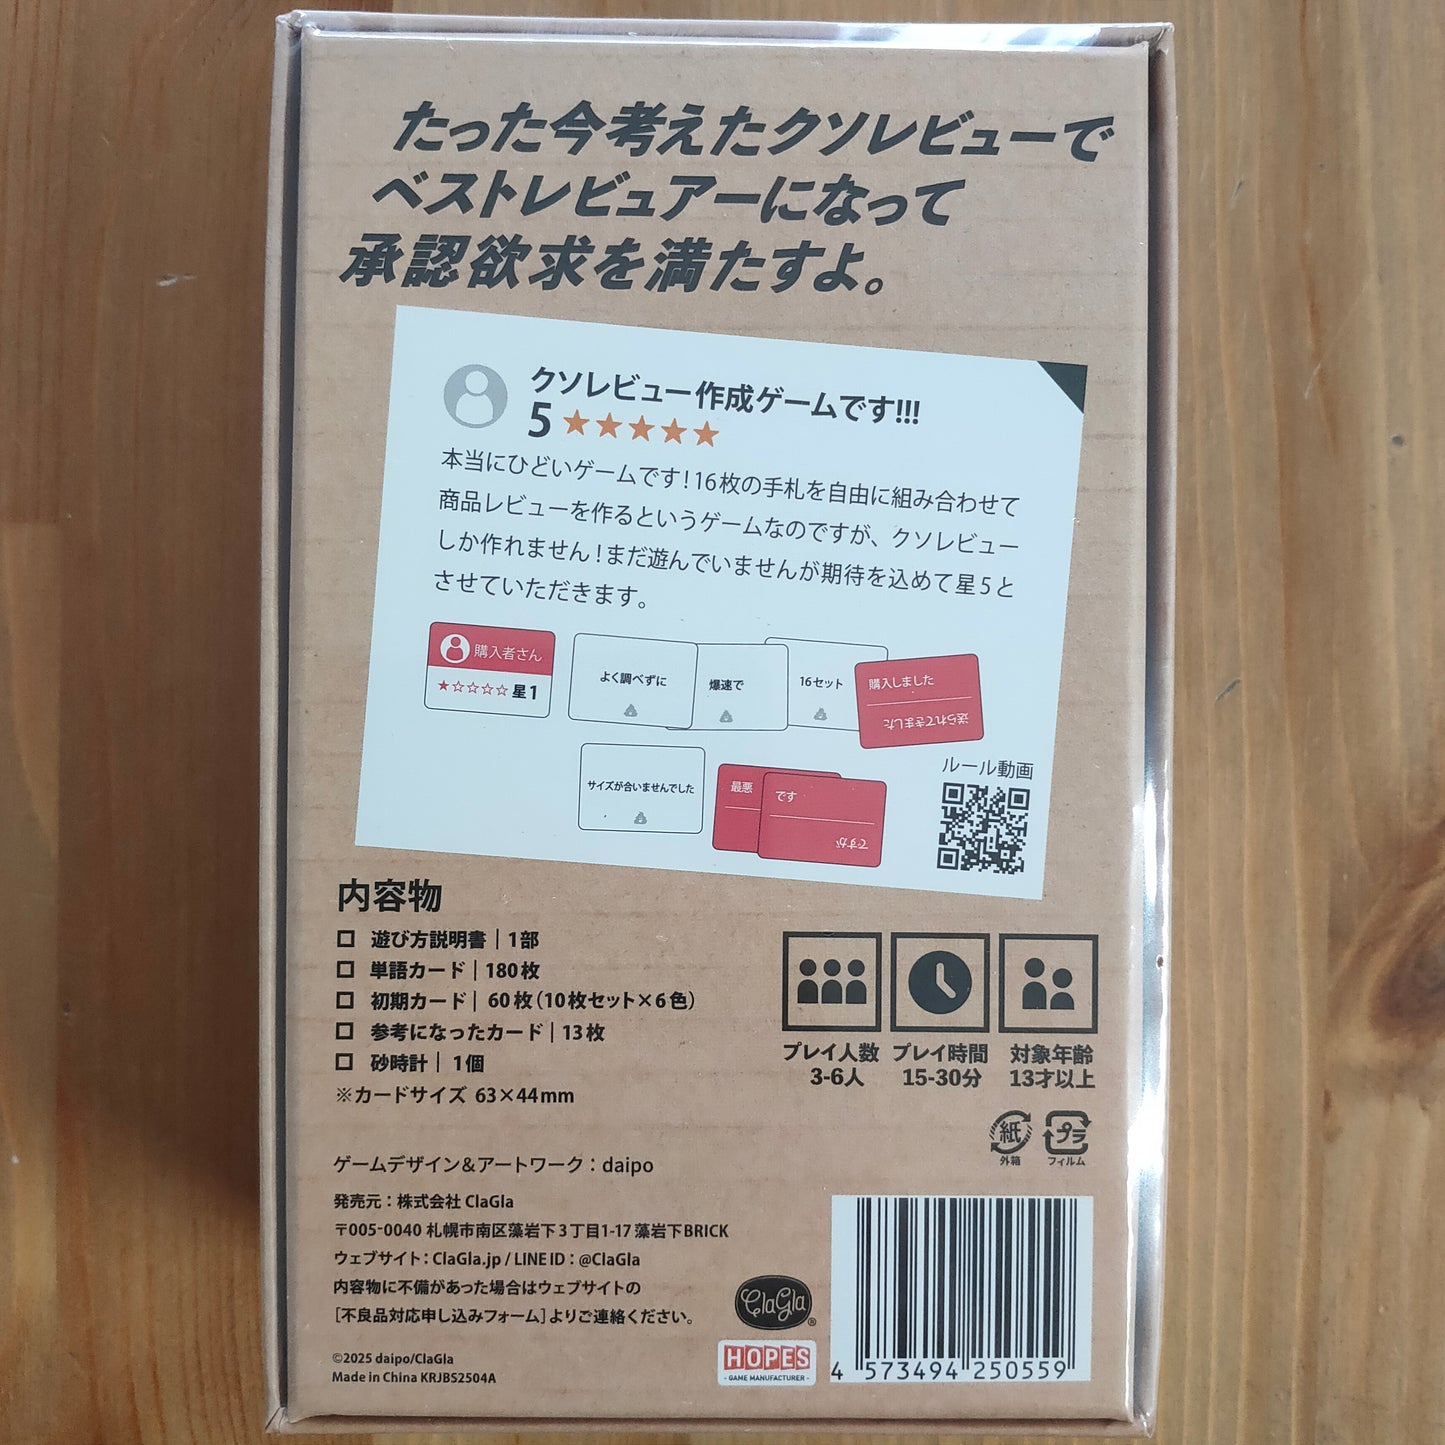 たった今考えたクソレビューで
ベストレビュアーになって
承認欲求を満たすよ。
クソレビュー作成ゲームです!!!
5 ★★★★★
本当にひどいゲームです！16枚の手札を自由に組み合わせて
商品レビューを作るというゲームなのですが、クソレビュー
しか作れません！まだ遊んでいませんが期待を込めて星5と
させていただきます。
購入者さん
★☆☆☆☆ 星1
よく調べずに
爆速で
16セット
購入しました
送られてきました
サイズが合いませんでした
最悪
です
ですが
ルール動画
内容物
□ 遊び方説明書｜1部
□ 単語カード｜180枚
□ 初期カード｜60枚（10枚セット×6色）
□ 参考になったカード｜13枚
□ 砂時計｜1個
※カードサイズ 63×44mm
プレイ人数
3-6人
プレイ時間
15-30分
対象年齢
13才以上
紙
外箱
プラ
フィルム
ゲームデザイン＆アートワーク：daipo
発売元：株式会社 ClaGla
〒005-0040 札幌市南区藻岩下3丁目1-17 藻岩下BRICK
ウェブサイト：ClaGla.jp / LINE ID：@ClaGla
内容物に不備があった場合はウェブサイトの
［不良品対応申し込みフォーム］よりご連絡ください。
©2025 daipo/ClaGla
Made in China KRJBS2504A
ClaGla®
HOPES
- GAME MANUFACTURER -
4 573494 250559